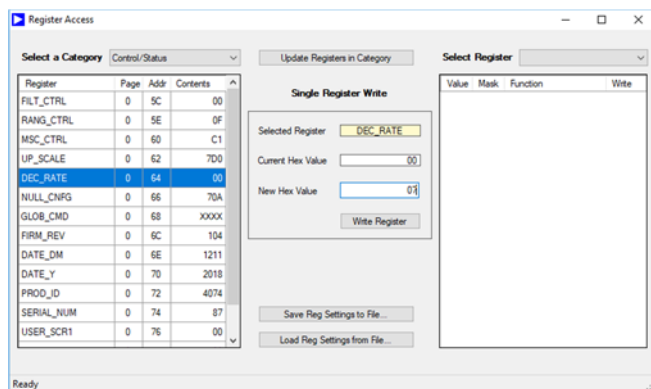 Register Access
Select a Category Control/Status
Update Registers in Category
Select Register
Register Page Addr Contents
FILT_CTRL 0 5C 00
RANG_CTRL 0 5E 0F
MSC_CTRL 0 60 C1
UP_SCALE 0 62 7D0
DEC_RATE 0 64 00
NULL_CNFG 0 66 70A
GLOB_CMD 0 68 XXXX
FIRM_REV 0 6C 104
DATE_DM 0 6E 1211
DATE_Y 0 70 2018
PROD_ID 0 72 4074
SERIAL_NUM 0 74 87
USER_SCR1 0 76 00
Single Register Write
Selected Register DEC_RATE
Current Hex Value 00
New Hex Value 07
Write Register
Save Reg Settings to File...
Load Reg Settings from File...
Value Mask Function Write
Ready